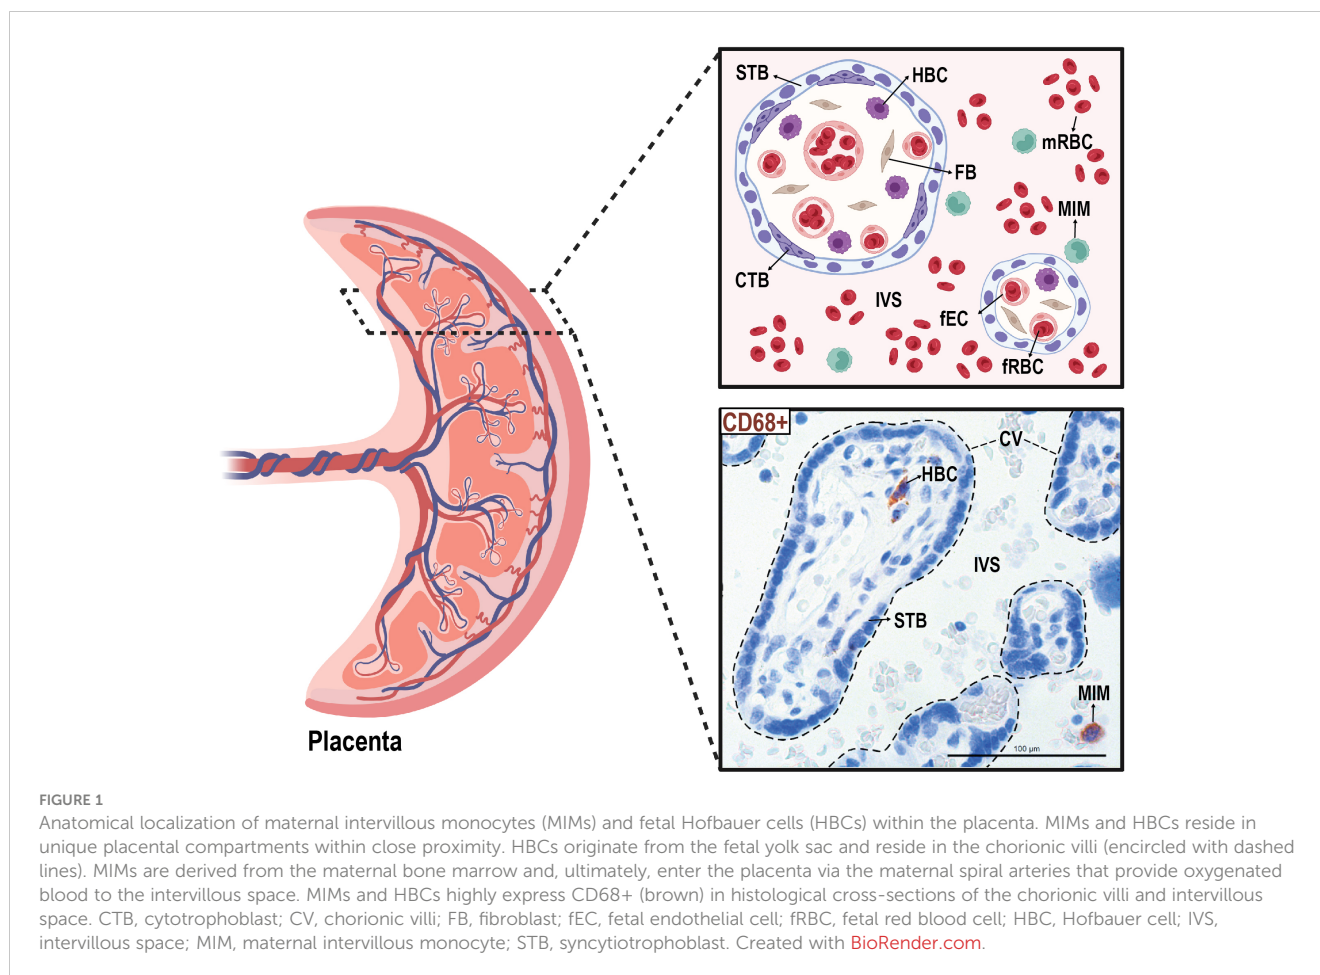 STB
HBC
mRBC
FB
MIM
CTB
IVS
fEC
fRBC
CD68+
CV
HBC
IVS
STB
MIM
100 µm
Placenta
FIGURE 1
Anatomical localization of maternal intervillous monocytes (MIMs) and fetal Hofbauer cells (HBCs) within the placenta. MIMs and HBCs reside in
unique placental compartments within close proximity. HBCs originate from the fetal yolk sac and reside in the chorionic villi (encircled with dashed
lines). MIMs are derived from the maternal bone marrow and, ultimately, enter the placenta via the maternal spiral arteries that provide oxygenated
blood to the intervillous space. MIMs and HBCs highly express CD68+ (brown) in histological cross-sections of the chorionic villi and intervillous
space. CTB, cytotrophoblast; CV, chorionic villi; FB, fibroblast; fEC, fetal endothelial cell; fRBC, fetal red blood cell; HBC, Hofbauer cell; IVS,
intervillous space; MIM, maternal intervillous monocyte; STB, syncytiotrophoblast. Created with BioRender.com.